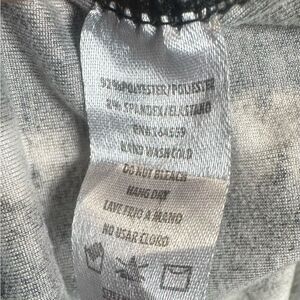 92%POLYESTER/POLIESTER
8% SPANDEX/ELASTANO
RN# 164559
HAND WASH COLD
DO NOT BLEACH
HANG DRY
LAVE FRIO A MANO
NO USAR CLORO